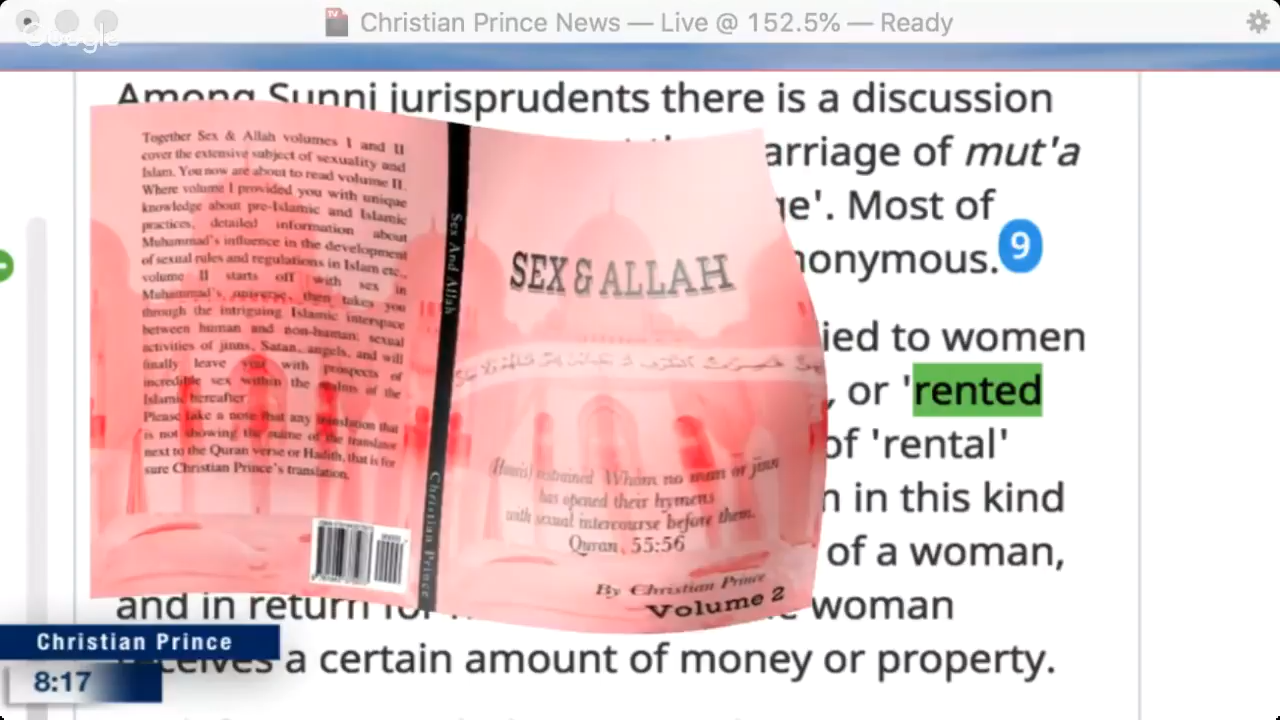 Google
Christian Prince News — Live @ 152.5% — Ready
Among Sunni jurisprudents there is a discussion
arriage of mut'a
ge'. Most of
nonymous.
9
ied to women
, or 'rented
of 'rental'
n in this kind
of a woman,
and in return for
woman
receives a certain amount of money or property.
Together Sex & Allah volumes I and II
cover the extensive subject of sexuality and
Islam. You now are about to read volume II.
Where volume I provided you with unique
knowledge about pre-Islamic and Islamic
practices, detailed information about
Muhammad's influence in the development
of sexual rules and regulations in Islam etc.,
volume II starts off with sex in
Muhammad's universe, then takes you
through the intriguing Islamic interspace
between human and non-human; sexual
activities of jinns, Satan, angels, and will
finally leave you with prospects of
incredible sex within the realms of the
Islamic hereafter
Please take a note that any translation that
is not showing the name of the translator
next to the Quran verse or Hadith, that is for
sure Christian Prince's translation.
Sex And Allah
Christian Prince
SEX & ALLAH
restrained Whom no man or jinn
has opened their hymens
with sexual intercourse before them.
Quran, 55:56
By Christian Prince
Volume 2
Christian Prince
8:17